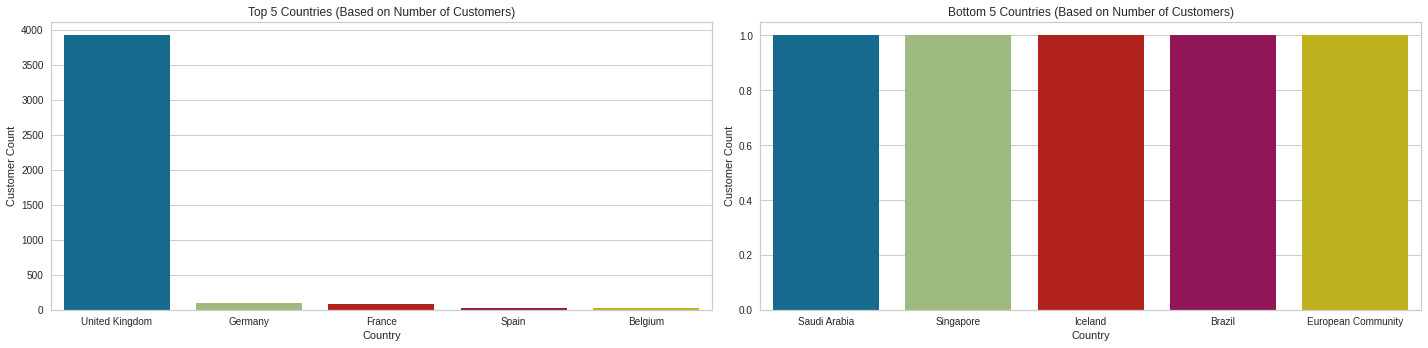 Top 5 Countries (Based on Number of Customers)
Customer Count
4000
3500
3000
2500
2000
1500
1000
500
0
United Kingdom
Germany
France
Spain
Belgium
Country
Bottom 5 Countries (Based on Number of Customers)
Customer Count
1.0
0.8
0.6
0.4
0.2
0.0
Saudi Arabia
Singapore
Iceland
Brazil
European Community
Country